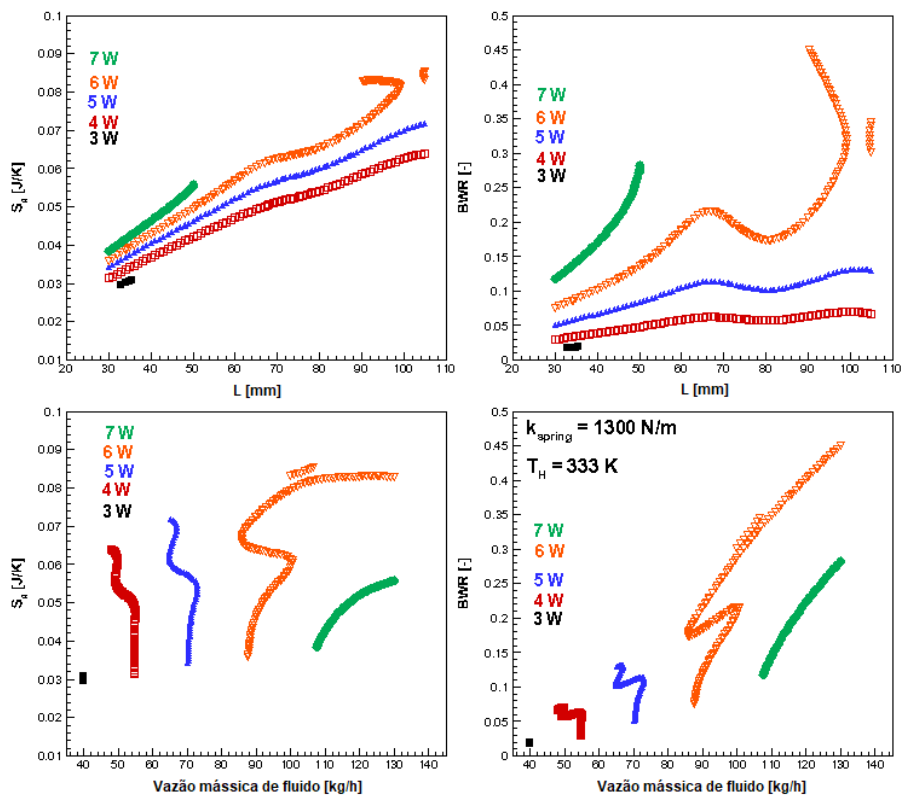 0.1
0.09
0.08
0.07
0.06
0.05
0.04
0.03
0.02
0.01
S_R [J/K]
7 W
6 W
5 W
4 W
3 W
20 30 40 50 60 70 80 90 100 110
L [mm]
0.5
0.45
0.4
0.35
0.3
0.25
0.2
0.15
0.1
0.05
0
BWR [-]
7 W
6W
5 W
4 W
3 W
20 30 40 50 60 70 80 90 100 110
L [mm]
0.1
0.09
0.08
0.07
0.06
0.05
0.04
0.03
0.02
0.01
S_R [J/K]
7 W
6 W
5 W
4 W
3 W
40 50 60 70 80 90 100 110 120 130 140
Vazão mássica de fluido [kg/h]
0.5
0.45
0.4
0.35
0.3
0.25
0.2
0.15
0.1
0.05
0
BWR [-]
k_spring = 1300 N/m
T_H = 333 K
7 W
6 W
5 W
4 W
3 W
40 50 60 70 80 90 100 110 120 130 140
Vazão mássica de fluido [kg/h]